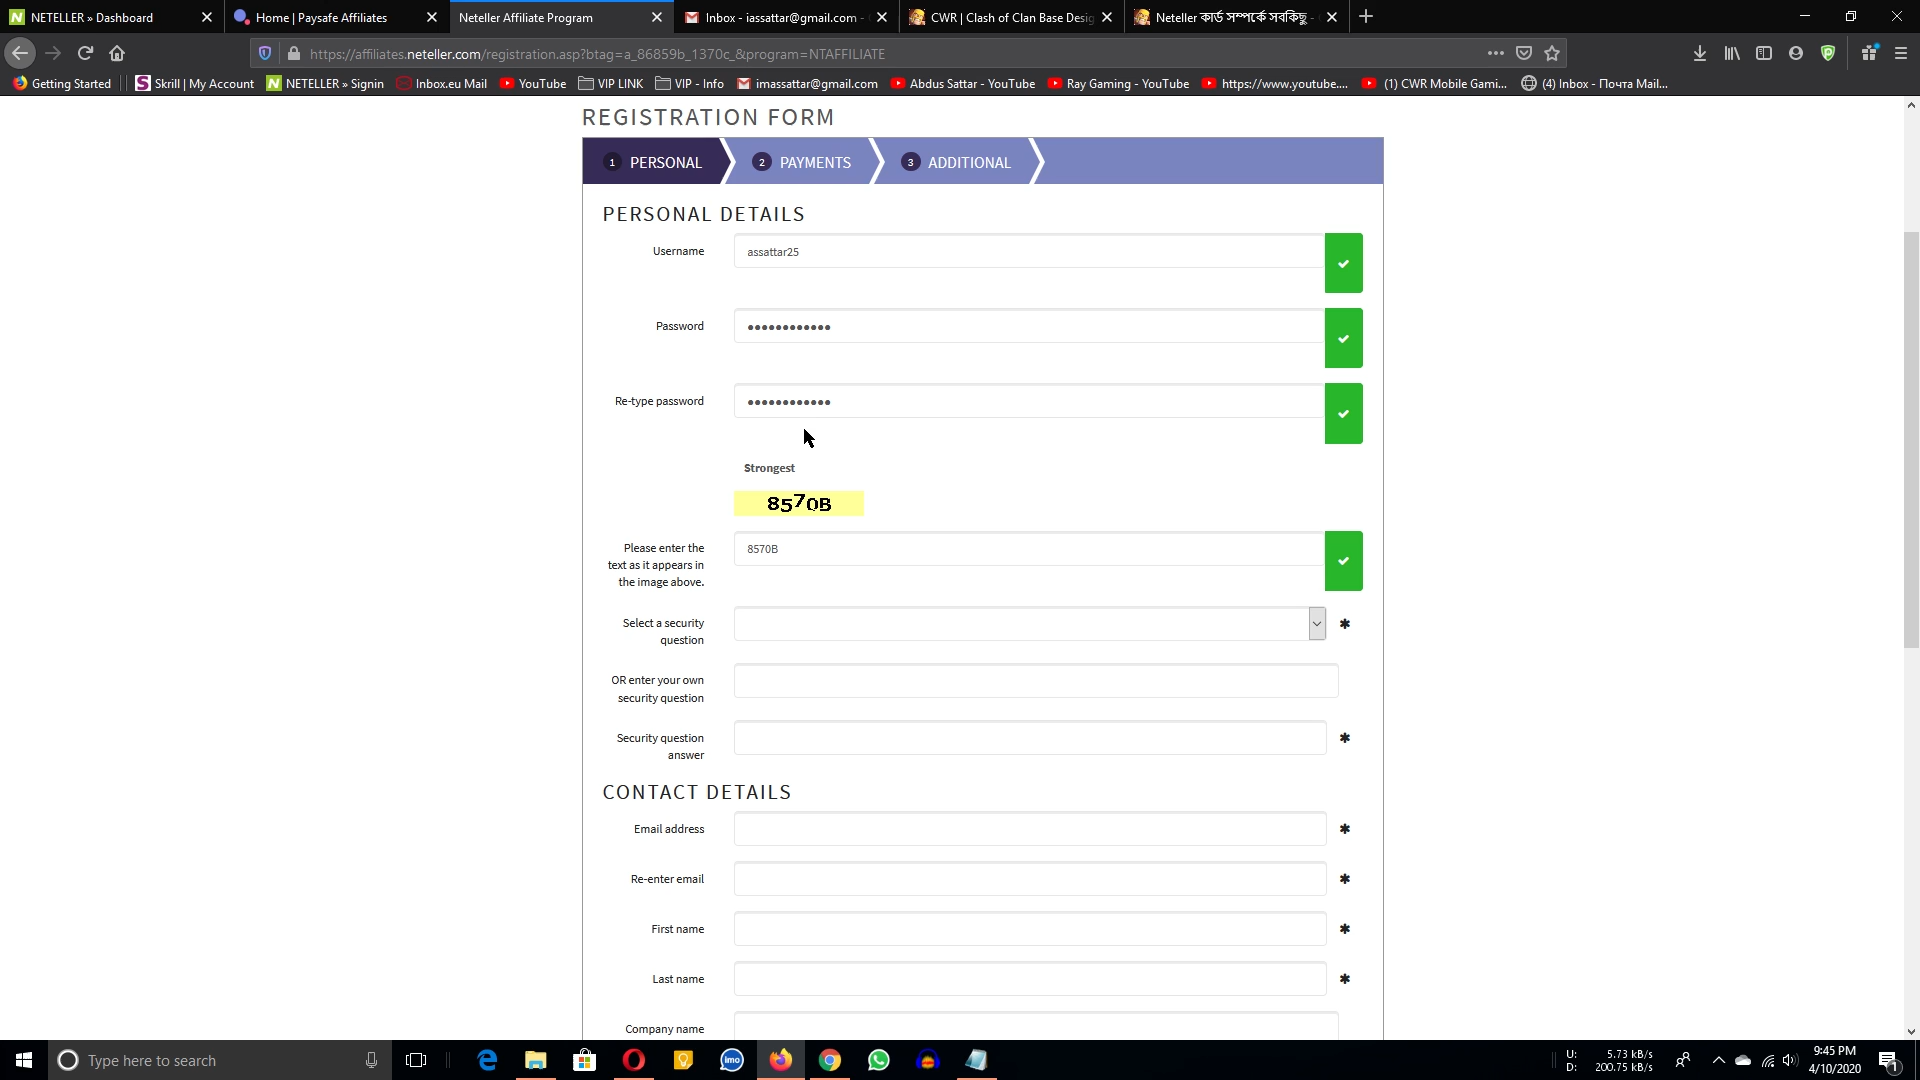 NETELLER » Dashboard
Home | Paysafe Affiliates
Neteller Affiliate Program
Inbox - iassattar@gmail.com -
CWR | Clash of Clan Base Desig
Neteller কার্ড সম্পর্কে সবকিছু -
https://affiliates.neteller.com/registration.asp?btag=a_86859b_1370c_&program=NTAFFILIATE
Getting Started
Skrill | My Account
NETELLER » Signin
Inbox.eu Mail
YouTube
VIP LINK
VIP - Info
imassattar@gmail.com
Abdus Sattar - YouTube
Ray Gaming - YouTube
https://www.youtube....
(1) CWR Mobile Gami...
(4) Inbox - Почта Mail...
REGISTRATION FORM
1 PERSONAL
2 PAYMENTS
3 ADDITIONAL
PERSONAL DETAILS
Username
assattar25
Password
••••••••••••
Re-type password
••••••••••••
Strongest
8570B
Please enter the
text as it appears in
the image above.
8570B
Select a security
question
✱
OR enter your own
security question
Security question
answer
✱
CONTACT DETAILS
Email address
✱
Re-enter email
✱
First name
✱
Last name
✱
Company name
Type here to search
imo
U: 5.73 kB/s
D: 200.75 kB/s
9:45 PM
4/10/2020
1